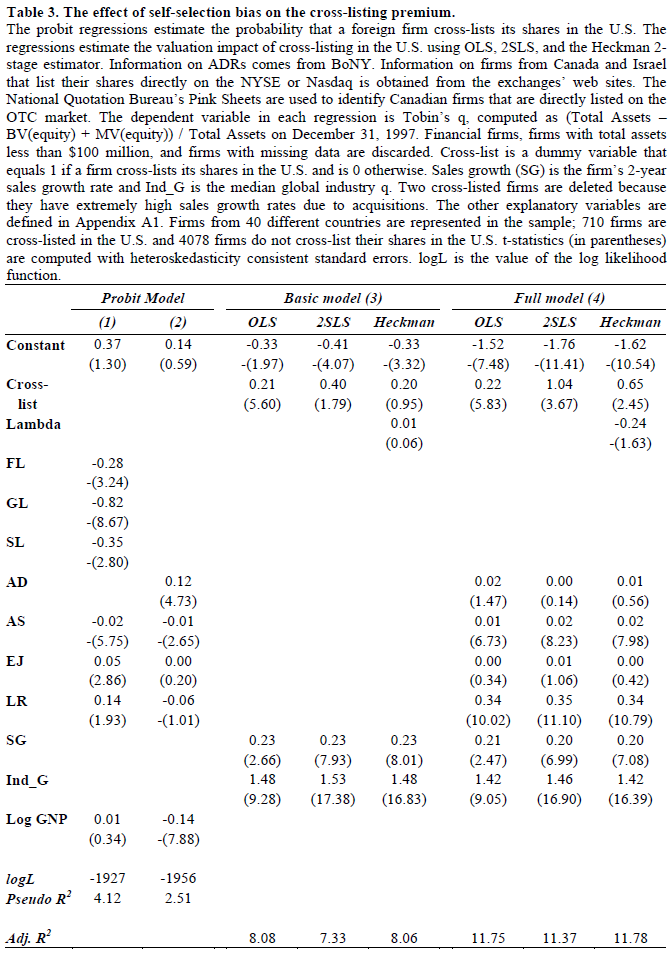 Table 3. The effect of self-selection bias on the cross-listing premium.
The probit regressions estimate the probability that a foreign firm cross-lists its shares in the U.S. The
regressions estimate the valuation impact of cross-listing in the U.S. using OLS, 2SLS, and the Heckman 2-
stage estimator. Information on ADRs comes from BoNY. Information on firms from Canada and Israel
that list their shares directly on the NYSE or Nasdaq is obtained from the exchanges' web sites. The
National Quotation Bureau's Pink Sheets are used to identify Canadian firms that are directly listed on the
OTC market. The dependent variable in each regression is Tobin's q, computed as (Total Assets –
BV(equity) + MV(equity)) / Total Assets on December 31, 1997. Financial firms, firms with total assets
less than $100 million, and firms with missing data are discarded. Cross-list is a dummy variable that
equals 1 if a firm cross-lists its shares in the U.S. and is 0 otherwise. Sales growth (SG) is the firm's 2-year
sales growth rate and Ind_G is the median global industry q. Two cross-listed firms are deleted because
they have extremely high sales growth rates due to acquisitions. The other explanatory variables are
defined in Appendix A1. Firms from 40 different countries are represented in the sample; 710 firms are
cross-listed in the U.S. and 4078 firms do not cross-list their shares in the U.S. t-statistics (in parentheses)
are computed with heteroskedasticity consistent standard errors. logL is the value of the log likelihood
function.
Probit Model Basic model (3) Full model (4)
(1) (2) OLS 2SLS Heckman OLS 2SLS Heckman
Constant 0.37 0.14 -0.33 -0.41 -0.33 -1.52 -1.76 -1.62
(1.30) (0.59) -(1.97) -(4.07) -(3.32) -(7.48) -(11.41) -(10.54)
Cross- 0.21 0.40 0.20 0.22 1.04 0.65
list (5.60) (1.79) (0.95) (5.83) (3.67) (2.45)
Lambda 0.01 -0.24
(0.06) -(1.63)
FL -0.28
-(3.24)
GL -0.82
-(8.67)
SL -0.35
-(2.80)
AD 0.12 0.02 0.00 0.01
(4.73) (1.47) (0.14) (0.56)
AS -0.02 -0.01 0.01 0.02 0.02
-(5.75) -(2.65) (6.73) (8.23) (7.98)
EJ 0.05 0.00 0.00 0.01 0.00
(2.86) (0.20) (0.34) (1.06) (0.42)
LR 0.14 -0.06 0.34 0.35 0.34
(1.93) -(1.01) (10.02) (11.10) (10.79)
SG 0.23 0.23 0.23 0.21 0.20 0.20
(2.66) (7.93) (8.01) (2.47) (6.99) (7.08)
Ind_G 1.48 1.53 1.48 1.42 1.46 1.42
(9.28) (17.38) (16.83) (9.05) (16.90) (16.39)
Log GNP 0.01 -0.14
(0.34) -(7.88)
logL -1927 -1956
Pseudo R² 4.12 2.51
Adj. R² 8.08 7.33 8.06 11.75 11.37 11.78